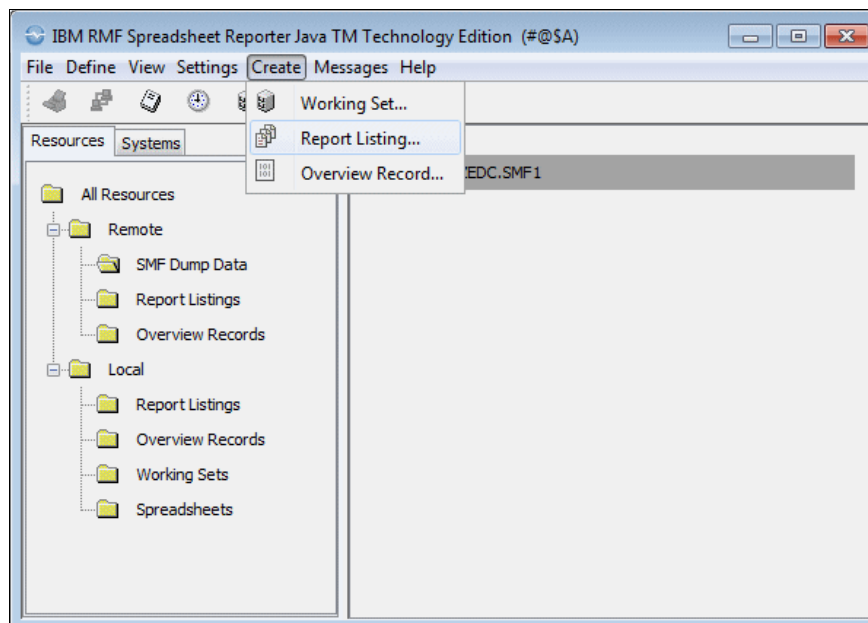 IBM RMF Spreadsheet Reporter Java TM Technology Edition (#@$A)
File Define View Settings Create Messages Help
Working Set...
Report Listing...
Overview Record...
Resources Systems
ZEDC.SMF1
All Resources
Remote
SMF Dump Data
Report Listings
Overview Records
Local
Report Listings
Overview Records
Working Sets
Spreadsheets